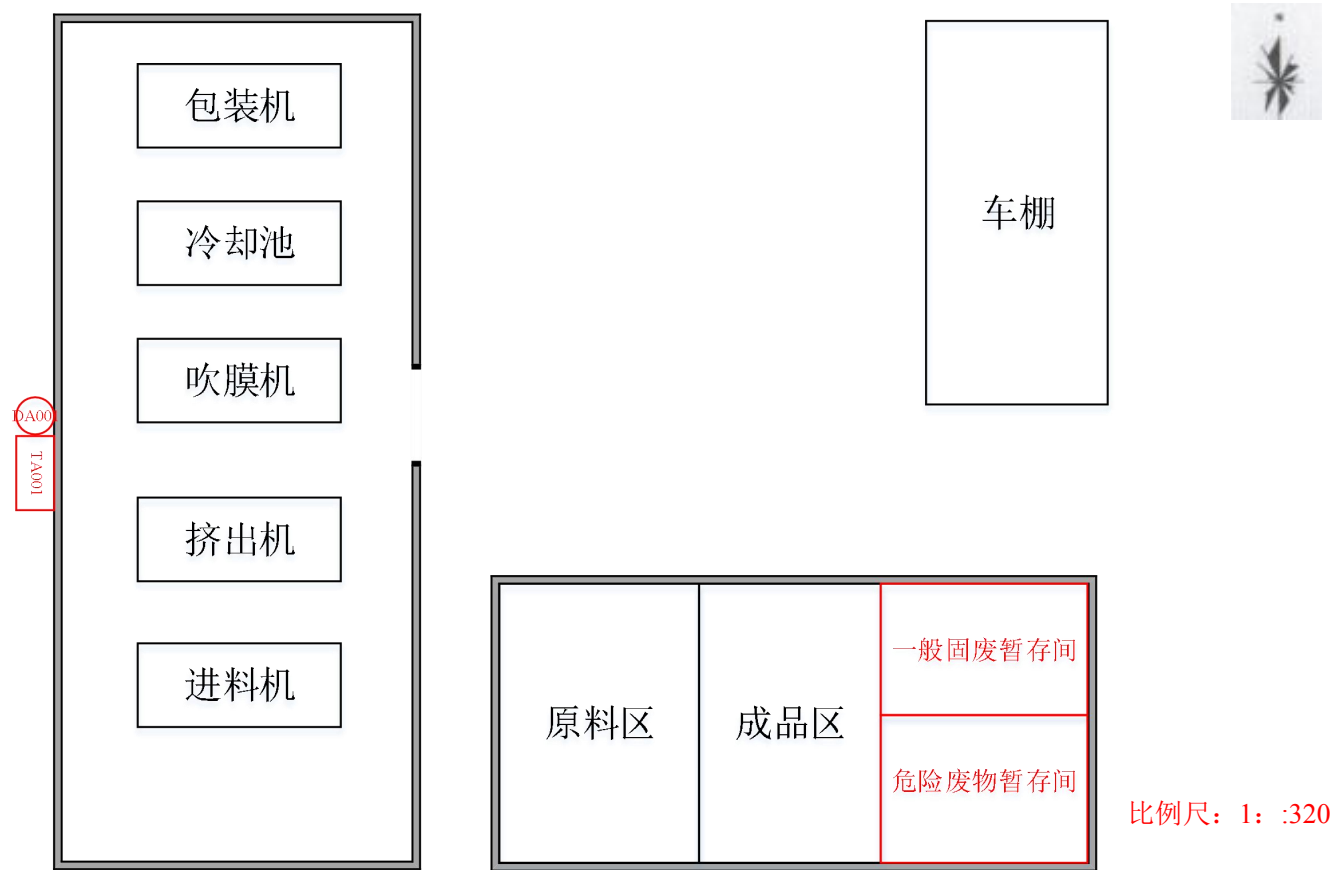 包装机
冷却池
吹膜机
挤出机
进料机
DA001
TA001
车棚
原料区
成品区
一般固废暂存间
危险废物暂存间
比例尺：1：:320